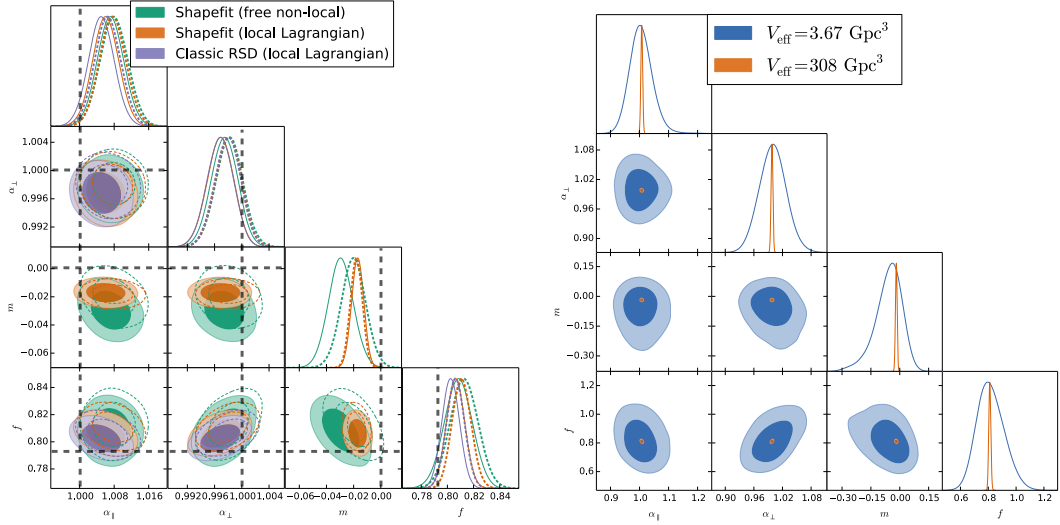 Shapefit (free non-local)
Shapefit (local Lagrangian)
Classic RSD (local Lagrangian)
1.004
1.000
0.996
0.992
α⊥
0.00
−0.02
−0.04
−0.06
m
0.84
0.82
0.80
0.78
f
1.000 1.008 1.016
α∥
0.992 0.996 1.000 1.004
α⊥
−0.06 −0.04 −0.02 0.00
m
0.78 0.80 0.82 0.84
f
V_eff=3.67 Gpc³
V_eff=308 Gpc³
1.08
1.02
0.96
0.90
α⊥
0.15
0.00
−0.15
−0.30
m
1.2
1.0
0.8
0.6
f
0.9 1.0 1.1 1.2
α∥
0.90 0.96 1.02 1.08
α⊥
−0.30 −0.15 0.00 0.15
m
0.6 0.8 1.0 1.2
f